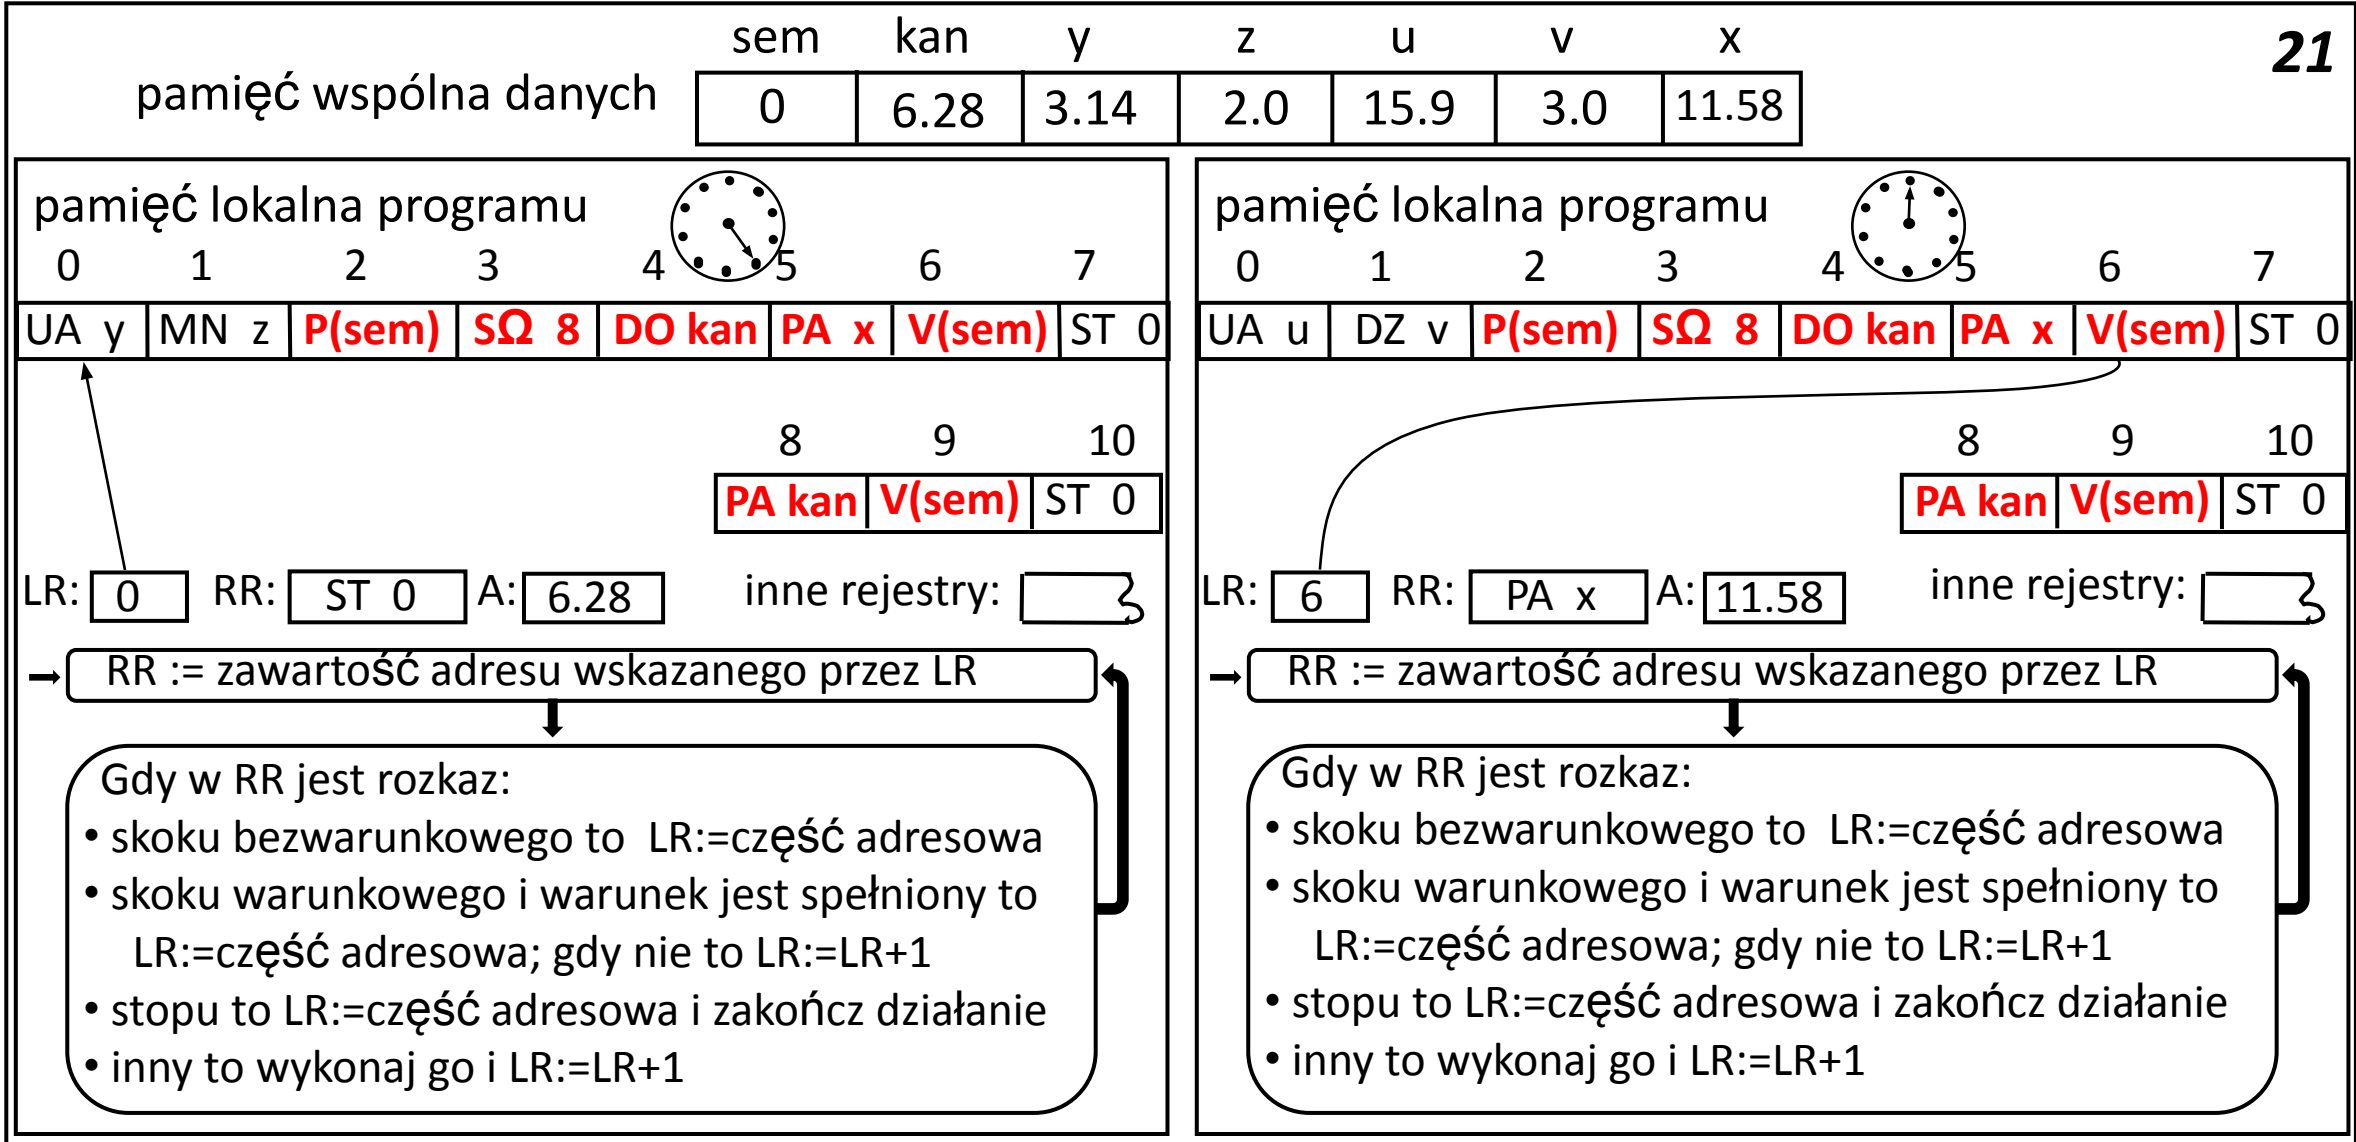 21
sem kan y z u v x
pamięć wspólna danych 0 6.28 3.14 2.0 15.9 3.0 11.58
pamięć lokalna programu
0 1 2 3 4 5 6 7
UA y MN z P(sem) SΩ 8 DO kan PA x V(sem) ST 0
8 9 10
PA kan V(sem) ST 0
LR: 0 RR: ST 0 A: 6.28 inne rejestry:
RR := zawartość adresu wskazanego przez LR
Gdy w RR jest rozkaz:
• skoku bezwarunkowego to LR:=część adresowa
• skoku warunkowego i warunek jest spełniony to
LR:=część adresowa; gdy nie to LR:=LR+1
• stopu to LR:=część adresowa i zakończ działanie
• inny to wykonaj go i LR:=LR+1
pamięć lokalna programu
0 1 2 3 4 5 6 7
UA u DZ v P(sem) SΩ 8 DO kan PA x V(sem) ST 0
8 9 10
PA kan V(sem) ST 0
LR: 6 RR: PA x A: 11.58 inne rejestry:
RR := zawartość adresu wskazanego przez LR
Gdy w RR jest rozkaz:
• skoku bezwarunkowego to LR:=część adresowa
• skoku warunkowego i warunek jest spełniony to
LR:=część adresowa; gdy nie to LR:=LR+1
• stopu to LR:=część adresowa i zakończ działanie
• inny to wykonaj go i LR:=LR+1